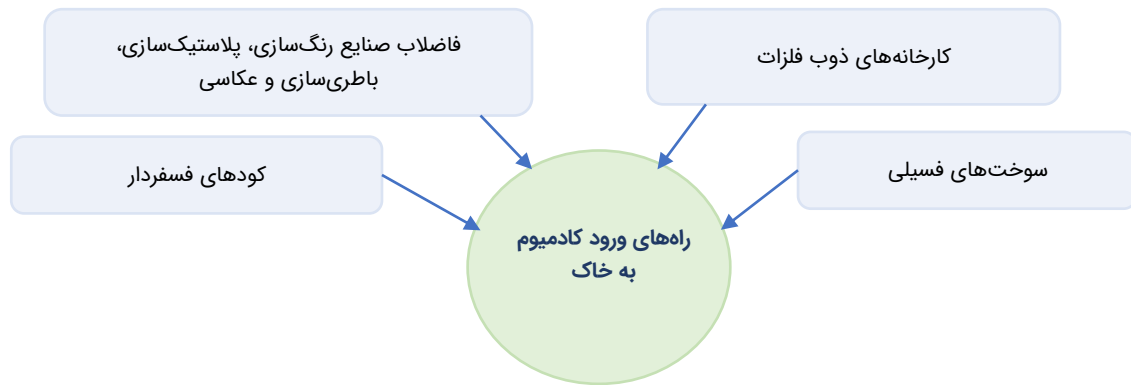 کارخانه‌های ذوب فلزات
فاضلاب صنایع رنگ‌سازی، پلاستیک‌سازی،
باطری‌سازی و عکاسی
سوخت‌های فسیلی
کودهای فسفردار
راه‌های ورود کادمیوم
به خاک